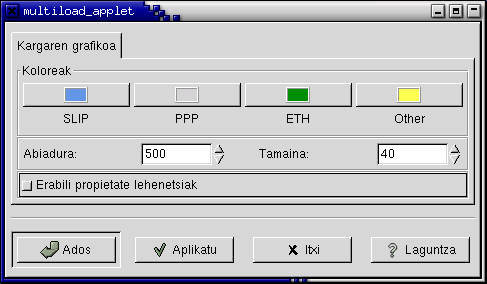 multiload_applet
Kargaren grafikoa
Koloreak
SLIP PPP ETH Other
Abiadura: 500 Tamaina: 40
Erabili propietate lehenetsiak
Ados Aplikatu Itxi Laguntza